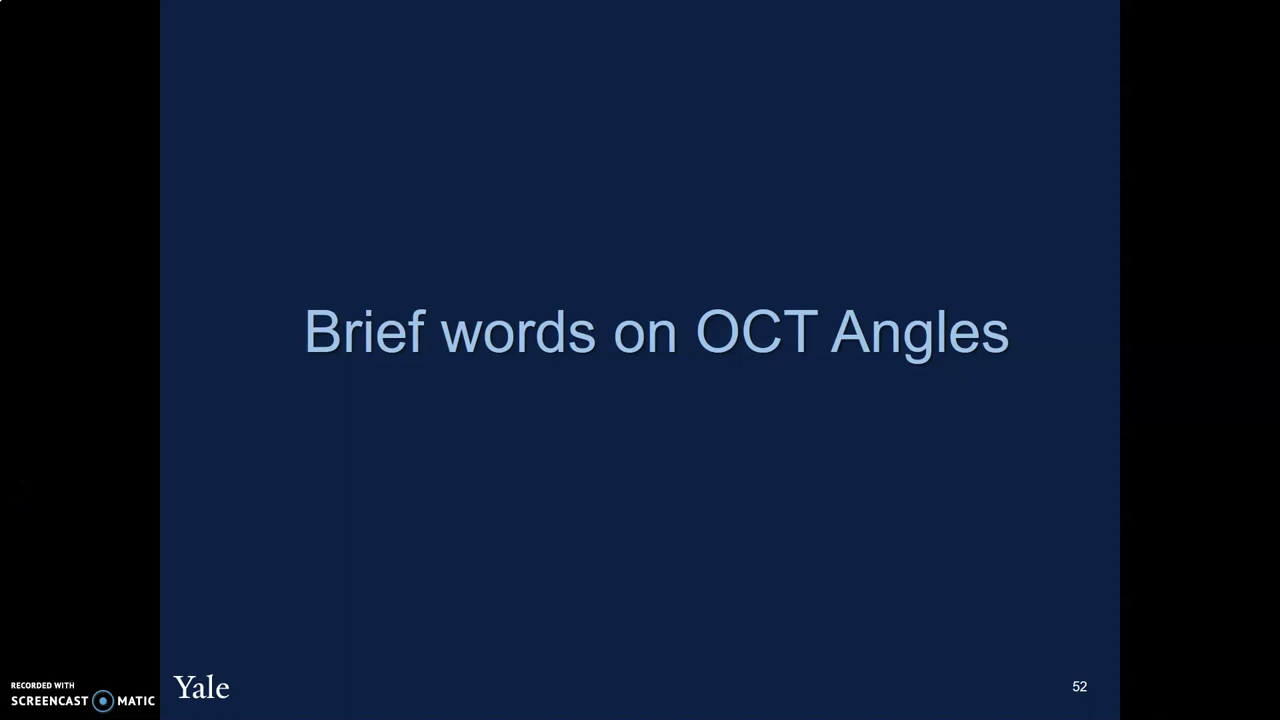 Brief words on OCT Angles
RECORDED WITH
SCREENCAST MATIC
Yale
52